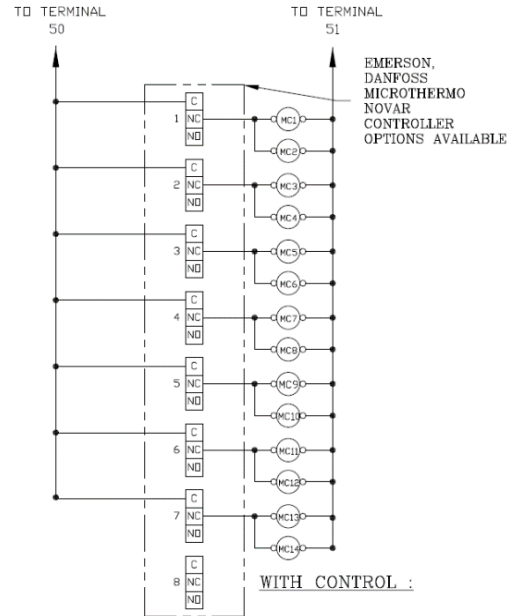 TO TERMINAL
50
TO TERMINAL
51
EMERSON,
DANFOSS
MICROTHERMO
NOVAR
CONTROLLER
OPTIONS AVAILABLE
C
1 NC
NO
MC1
MC2
C
2 NC
NO
MC3
MC4
C
3 NC
NO
MC5
MC6
C
4 NC
NO
MC7
MC8
C
5 NC
NO
MC9
MC10
C
6 NC
NO
MC11
MC12
C
7 NC
NO
MC13
MC14
C
8 NC
NO
WITH CONTROL :